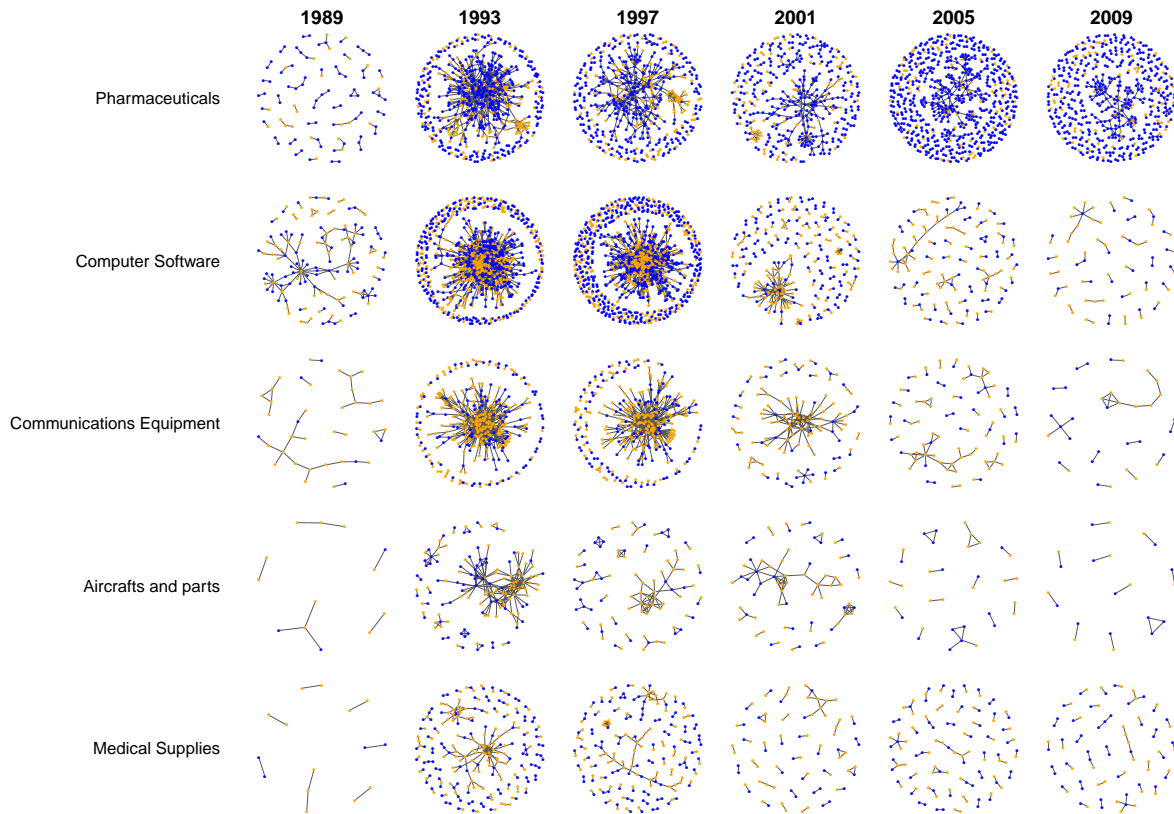 1989 1993 1997 2001 2005 2009
Pharmaceuticals
Computer Software
Communications Equipment
Aircrafts and parts
Medical Supplies